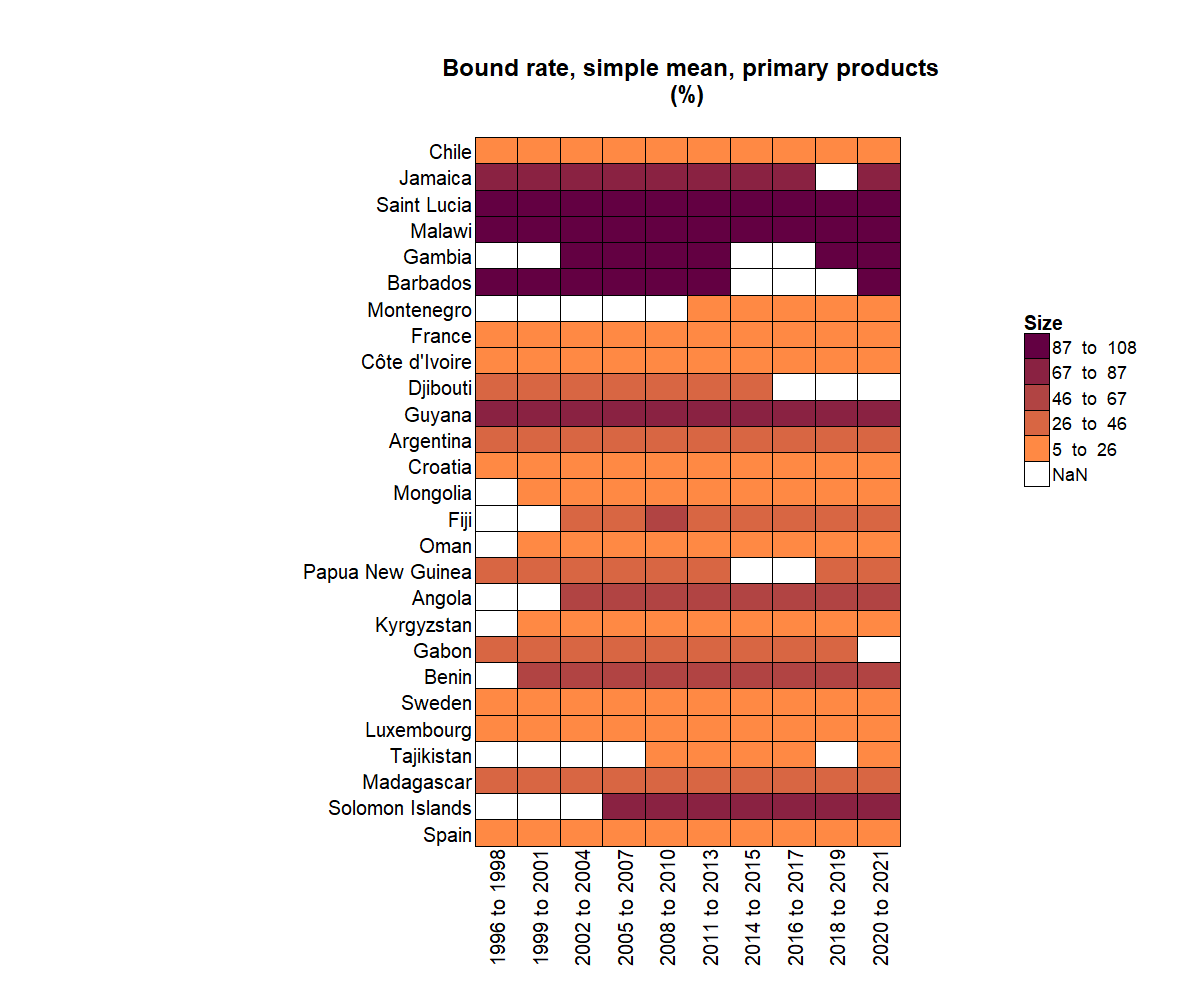 Bound rate, simple mean, primary products
(%)
Chile
Jamaica
Saint Lucia
Malawi
Gambia
Barbados
Montenegro
France
Côte d'Ivoire
Djibouti
Guyana
Argentina
Croatia
Mongolia
Fiji
Oman
Papua New Guinea
Angola
Kyrgyzstan
Gabon
Benin
Sweden
Luxembourg
Tajikistan
Madagascar
Solomon Islands
Spain
1996 to 1998
1999 to 2001
2002 to 2004
2005 to 2007
2008 to 2010
2011 to 2013
2014 to 2015
2016 to 2017
2018 to 2019
2020 to 2021
Size
87 to 108
67 to 87
46 to 67
26 to 46
5 to 26
NaN